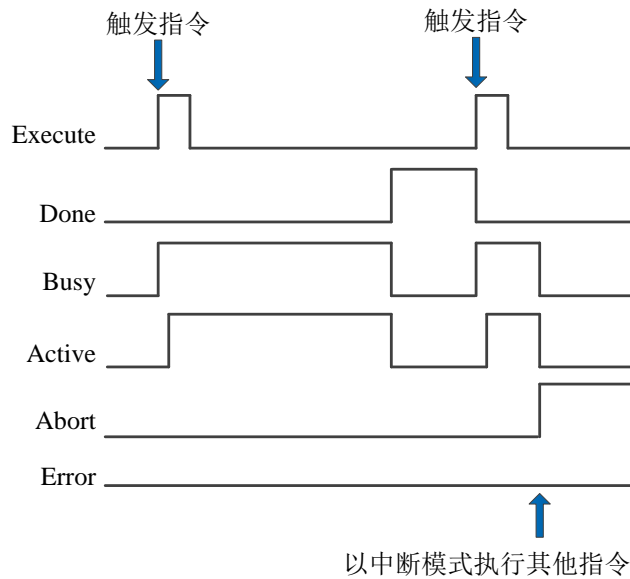 触发指令 触发指令
Execute
Done
Busy
Active
Abort
Error
以中断模式执行其他指令